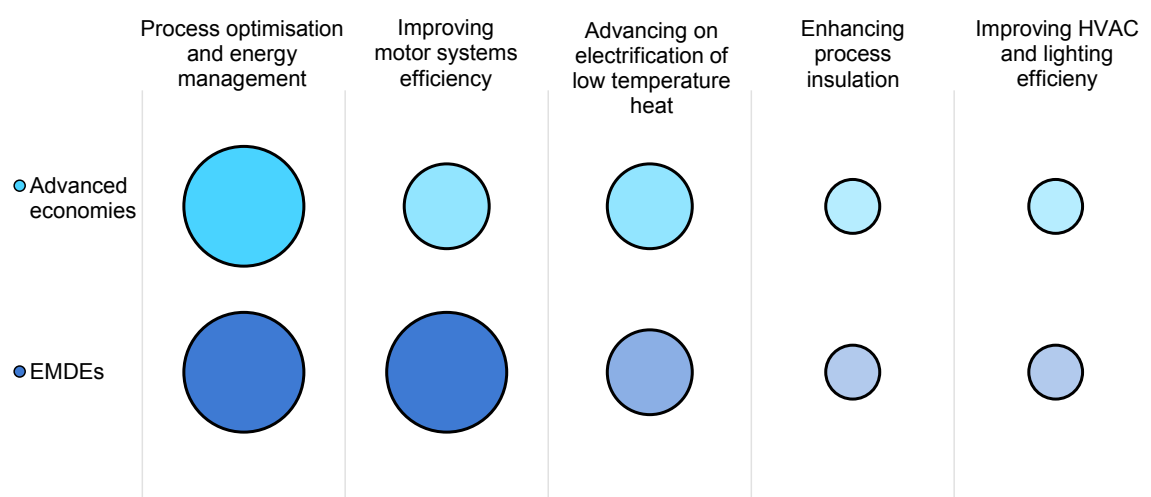 Process optimisation
and energy
management
Improving
motor systems
efficiency
Advancing on
electrification of
low temperature
heat
Enhancing
process
insulation
Improving HVAC
and lighting
efficieny
Advanced
economies
EMDEs